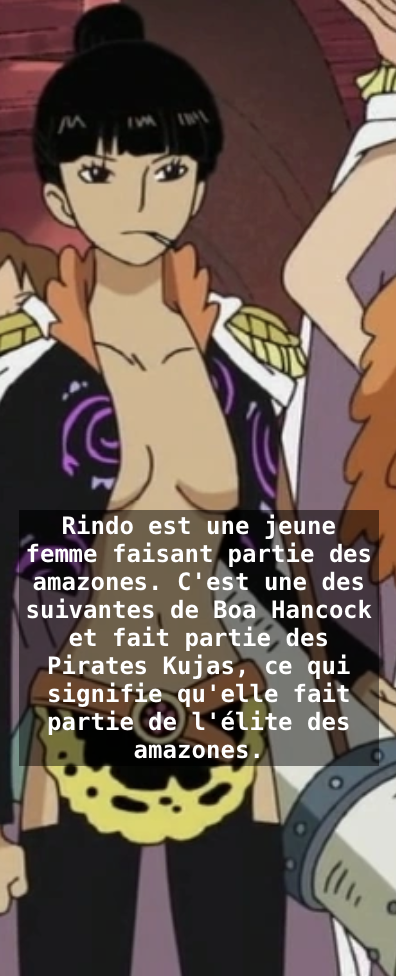 Rindo est une jeune
femme faisant partie des
amazones. C'est une des
suivantes de Boa Hancock
et fait partie des
Pirates Kujas, ce qui
signifie qu'elle fait
partie de l'élite des
amazones.